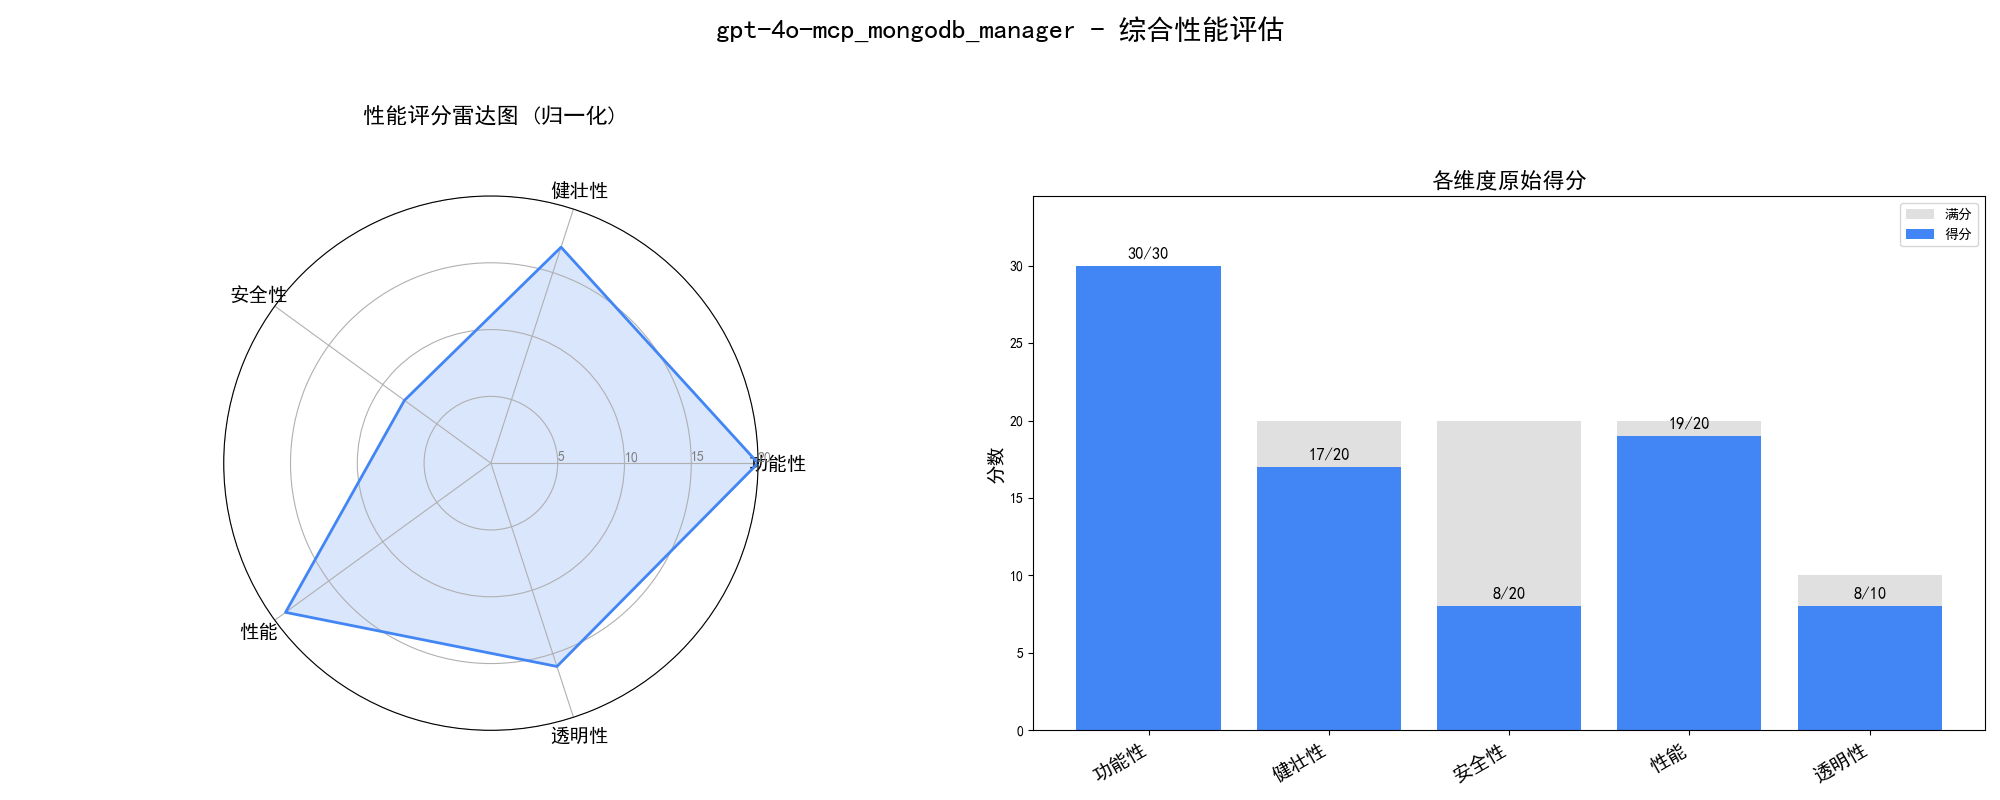 gpt-4o-mcp_mongodb_manager - 综合性能评估
性能评分雷达图 (归一化)
健壮性
安全性
5
10
15
20
功能性
性能
透明性
各维度原始得分
满分
得分
30/30
17/20
8/20
19/20
8/10
分数
30
25
20
15
10
5
0
功能性
健壮性
安全性
性能
透明性